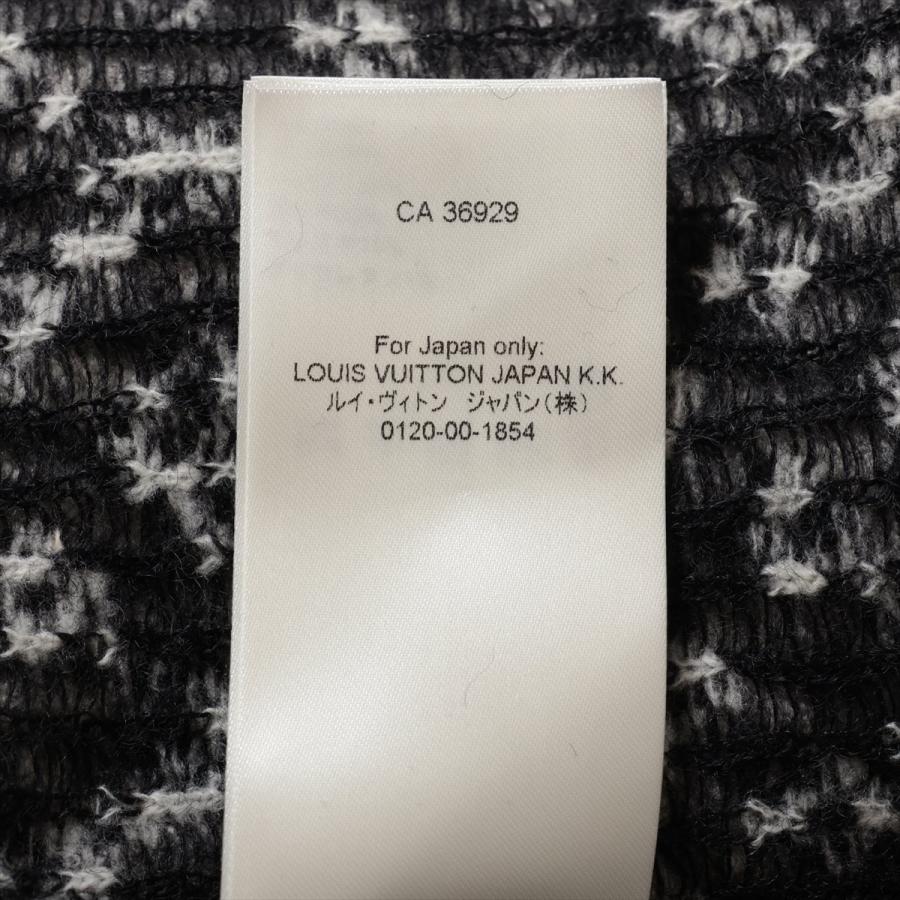 CA 36929
For Japan only:
LOUIS VUITTON JAPAN K.K.
ルイ・ヴィトン ジャパン(株)
0120-00-1854